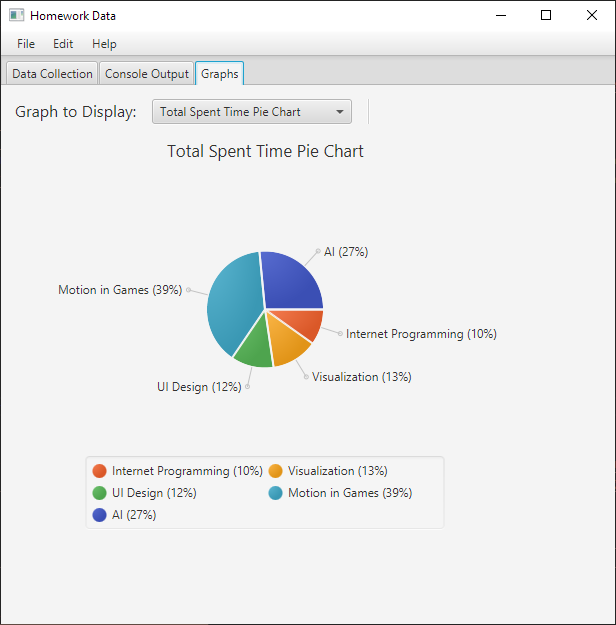 Homework Data
File Edit Help
Data Collection Console Output Graphs
Graph to Display: Total Spent Time Pie Chart
Total Spent Time Pie Chart
AI (27%)
Motion in Games (39%)
Internet Programming (10%)
Visualization (13%)
UI Design (12%)
Internet Programming (10%) Visualization (13%)
UI Design (12%) Motion in Games (39%)
AI (27%)